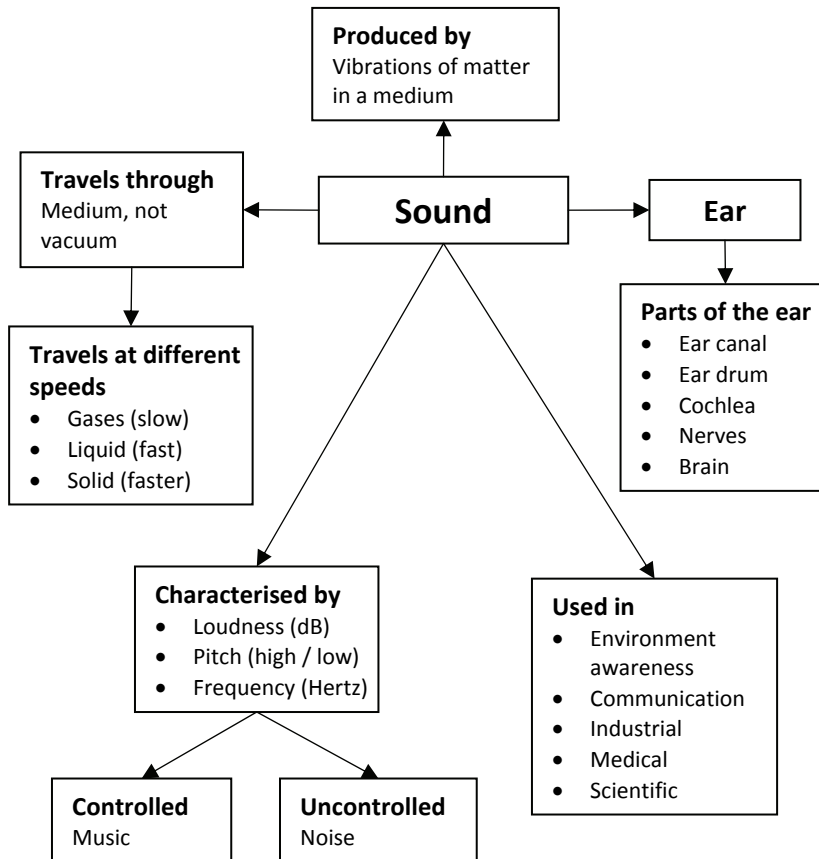 Produced by
Vibrations of matter
in a medium
Travels through
Medium, not
vacuum
Sound
Ear
Travels at different
speeds
• Gases (slow)
• Liquid (fast)
• Solid (faster)
Parts of the ear
• Ear canal
• Ear drum
• Cochlea
• Nerves
• Brain
Characterised by
• Loudness (dB)
• Pitch (high / low)
• Frequency (Hertz)
Used in
• Environment
awareness
• Communication
• Industrial
• Medical
• Scientific
Controlled
Music
Uncontrolled
Noise